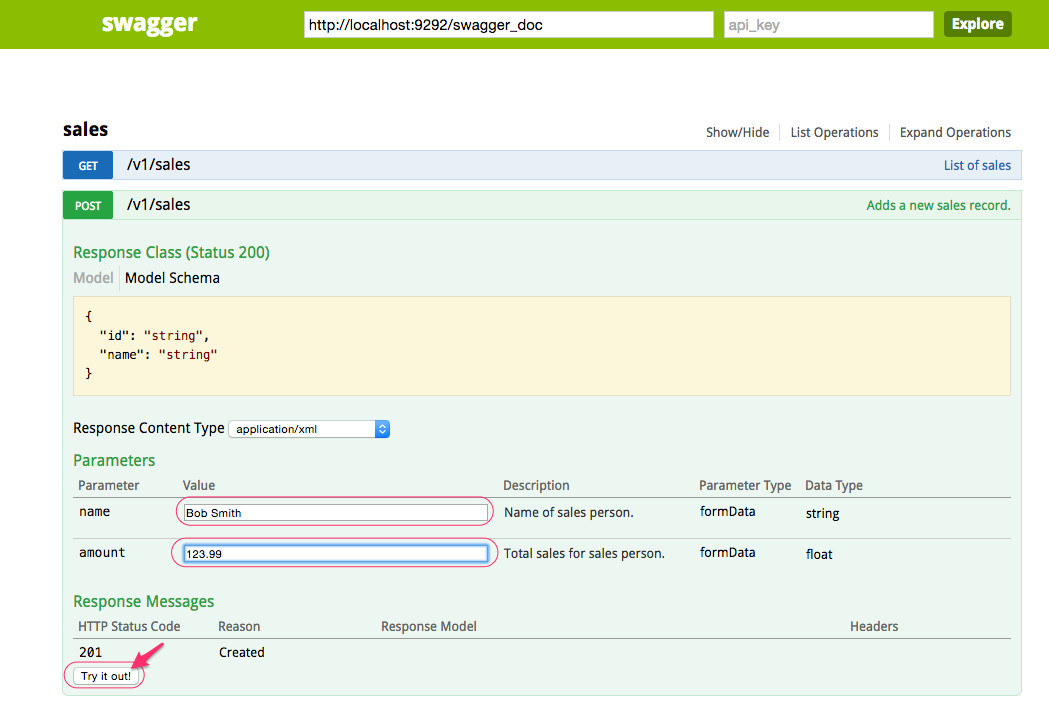 swagger http://localhost:9292/swagger_doc api_key Explore
sales Show/Hide List Operations Expand Operations
GET /v1/sales List of sales
POST /v1/sales Adds a new sales record.
Response Class (Status 200)
Model Model Schema
{
"id": "string",
"name": "string"
}
Response Content Type application/xml
Parameters
Parameter Value Description Parameter Type Data Type
name Bob Smith Name of sales person. formData string
amount 123.99 Total sales for sales person. formData float
Response Messages
HTTP Status Code Reason Response Model Headers
201 Created
Try it out!